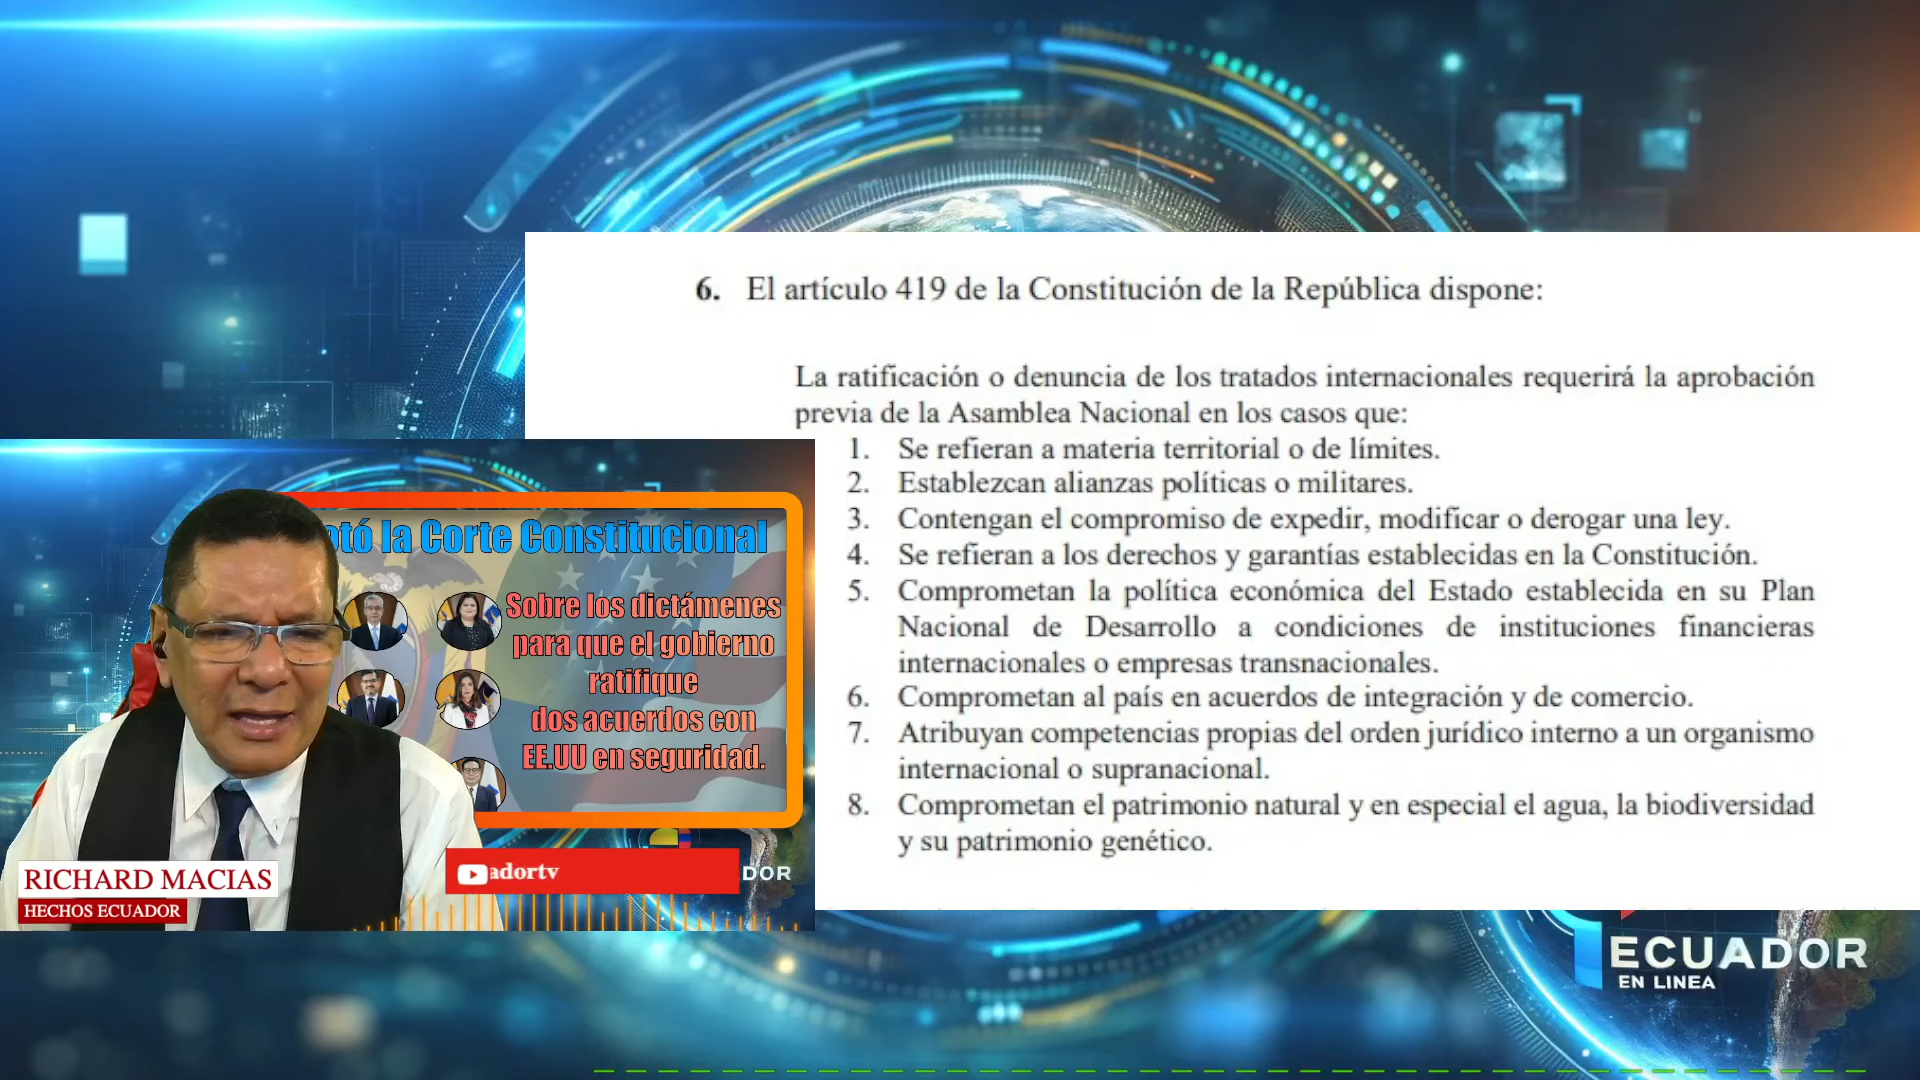 6. El artículo 419 de la Constitución de la República dispone:
La ratificación o denuncia de los tratados internacionales requerirá la aprobación
previa de la Asamblea Nacional en los casos que:
1. Se refieran a materia territorial o de límites.
2. Establezcan alianzas políticas o militares.
3. Contengan el compromiso de expedir, modificar o derogar una ley.
4. Se refieran a los derechos y garantías establecidas en la Constitución.
5. Comprometan la política económica del Estado establecida en su Plan
Nacional de Desarrollo a condiciones de instituciones financieras
internacionales o empresas transnacionales.
6. Comprometan al país en acuerdos de integración y de comercio.
7. Atribuyan competencias propias del orden jurídico interno a un organismo
internacional o supranacional.
8. Comprometan el patrimonio natural y en especial el agua, la biodiversidad
y su patrimonio genético.
la Corte Constitucional
Sobre los dictámenes
para que el gobierno
ratifique
dos acuerdos con
EE.UU en seguridad.
adortv
DOR
RICHARD MACIAS
HECHOS ECUADOR
ECUADOR
EN LINEA